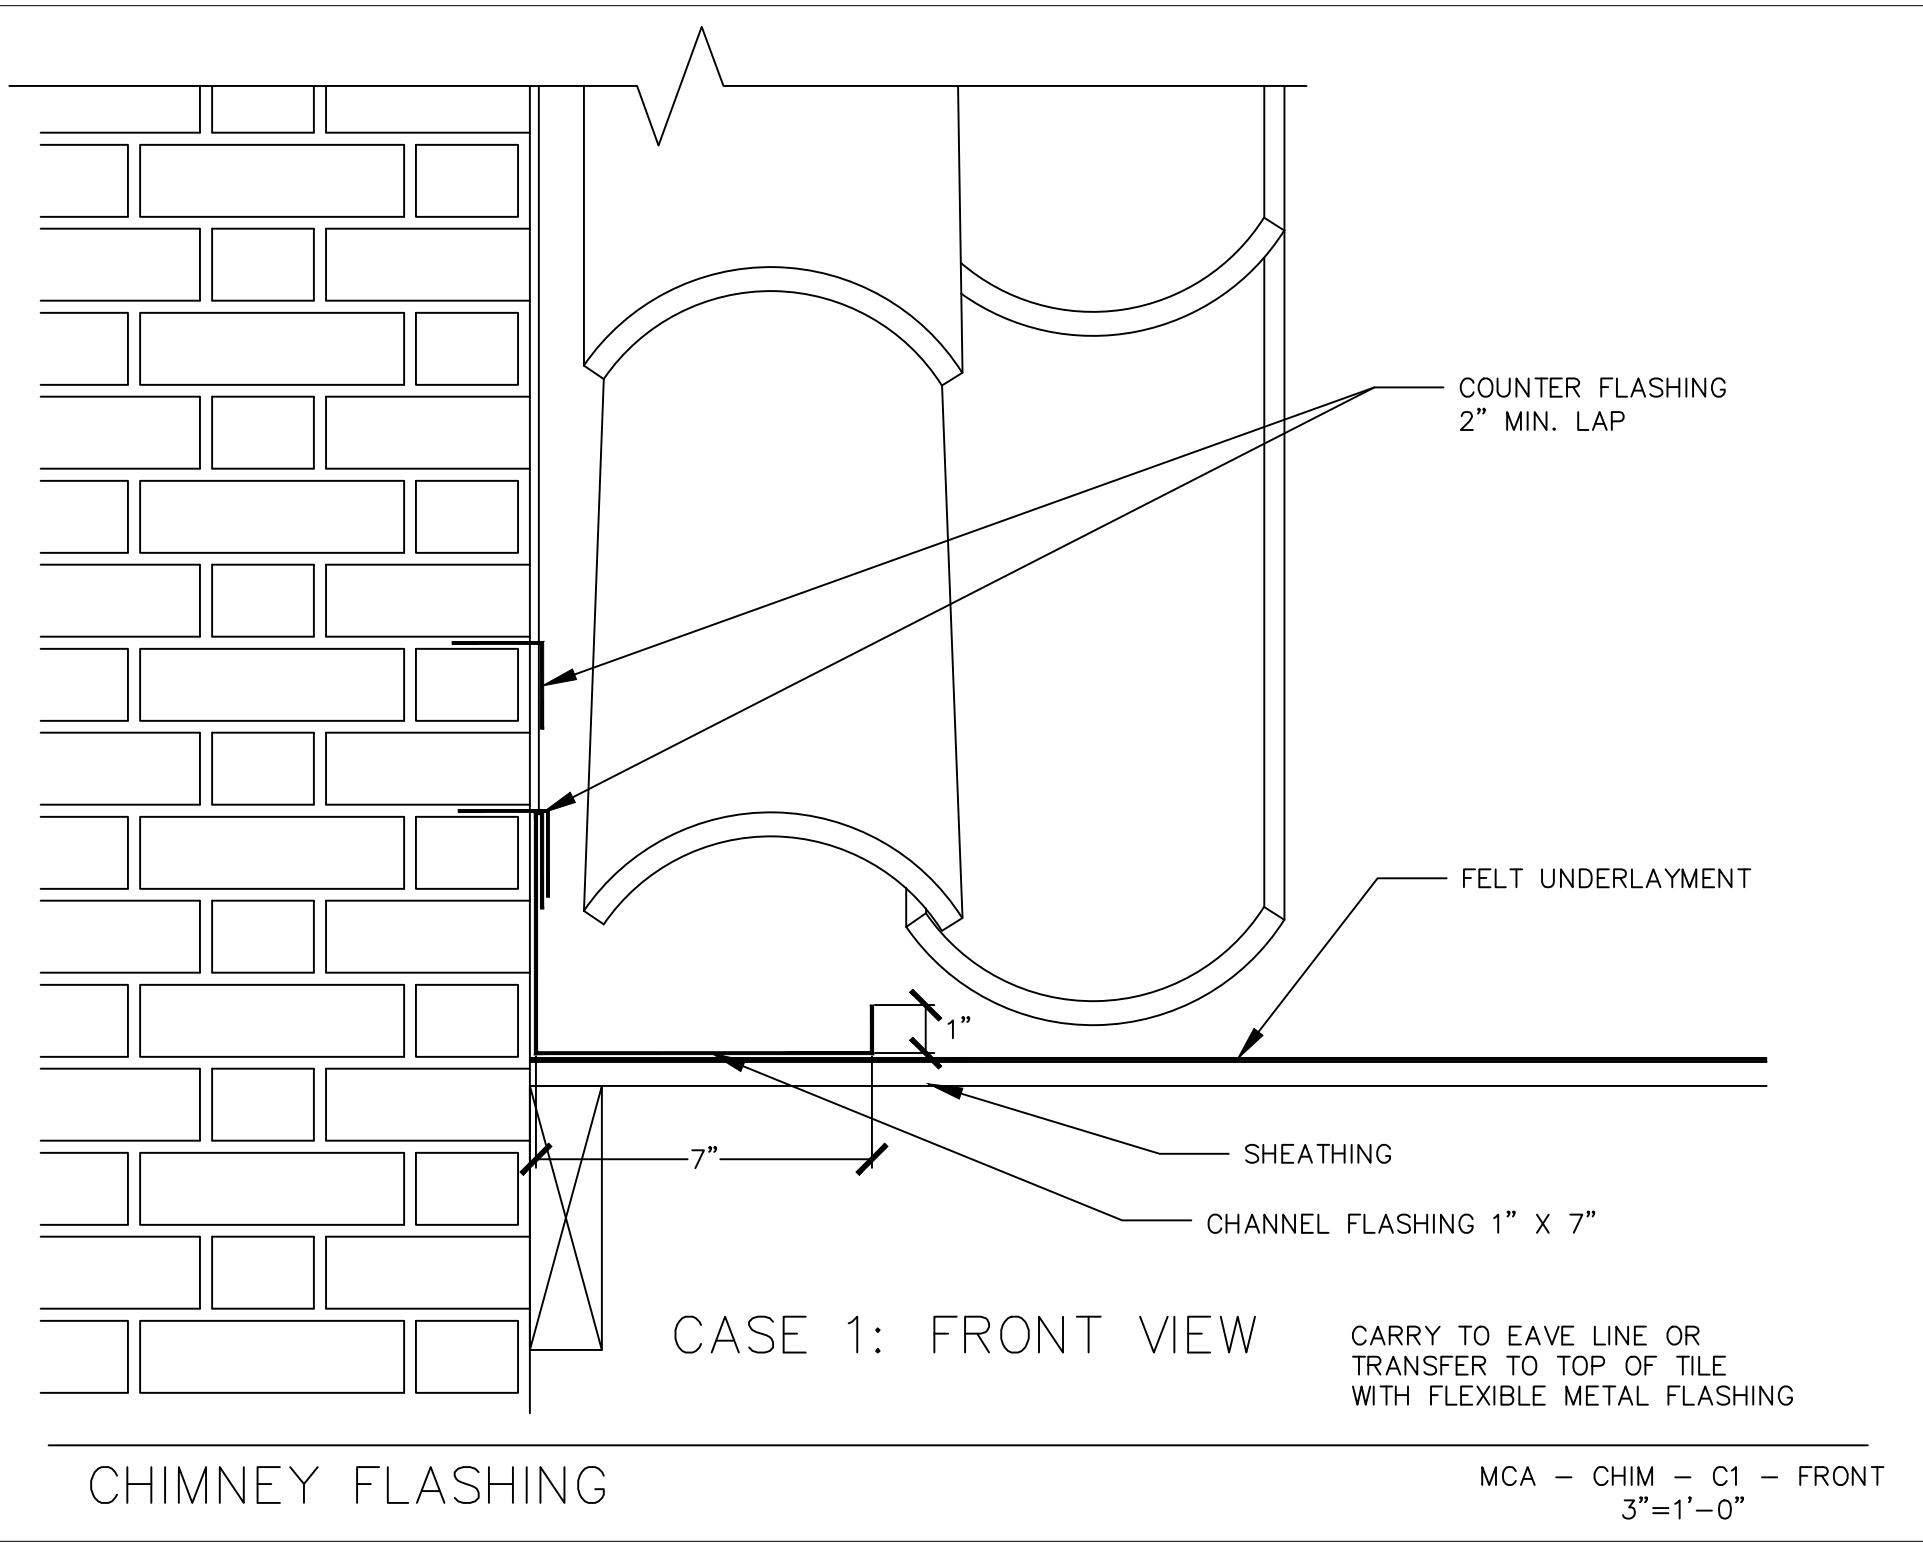 COUNTER FLASHING
2" MIN. LAP
FELT UNDERLAYMENT
1"
7"
SHEATHING
CHANNEL FLASHING 1" X 7"
CASE 1: FRONT VIEW
CARRY TO EAVE LINE OR
TRANSFER TO TOP OF TILE
WITH FLEXIBLE METAL FLASHING
CHIMNEY FLASHING
MCA - CHIM - C1 - FRONT
3"=1'-0"